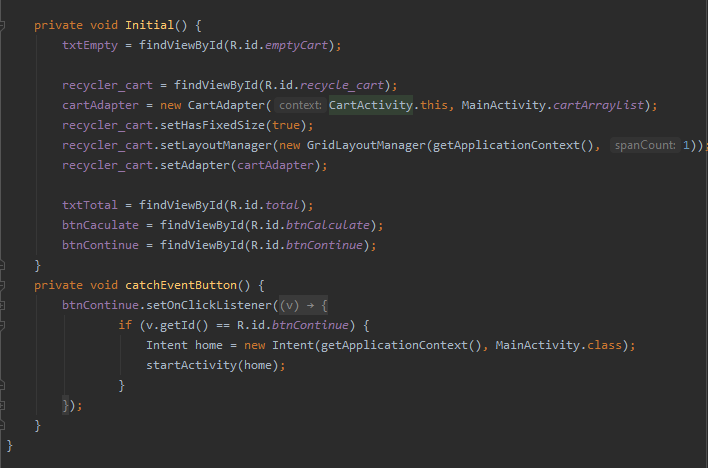 private void Initial() {
txtEmpty = findViewById(R.id.emptyCart);
recycler_cart = findViewById(R.id.recycle_cart);
cartAdapter = new CartAdapter( context: CartActivity.this, MainActivity.cartArrayList);
recycler_cart.setHasFixedSize(true);
recycler_cart.setLayoutManager(new GridLayoutManager(getApplicationContext(), spanCount: 1));
recycler_cart.setAdapter(cartAdapter);
txtTotal = findViewById(R.id.total);
btnCaculate = findViewById(R.id.btnCalculate);
btnContinue = findViewById(R.id.btnContinue);
}
private void catchEventButton() {
btnContinue.setOnClickListener((v) → {
if (v.getId() == R.id.btnContinue) {
Intent home = new Intent(getApplicationContext(), MainActivity.class);
startActivity(home);
}
});
}
}